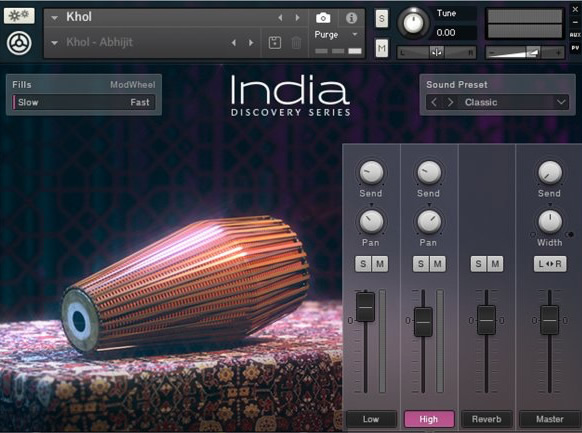 Khol
Khol - Abhijit
Purge
S
M
Tune
0.00
L R
AUX
PV
Fills ModWheel
Slow Fast
India
DISCOVERY SERIES
Sound Preset
Classic
Send Send Send
Pan Pan Width
S M S M S M L R
0 0 0 0
Low High Reverb Master